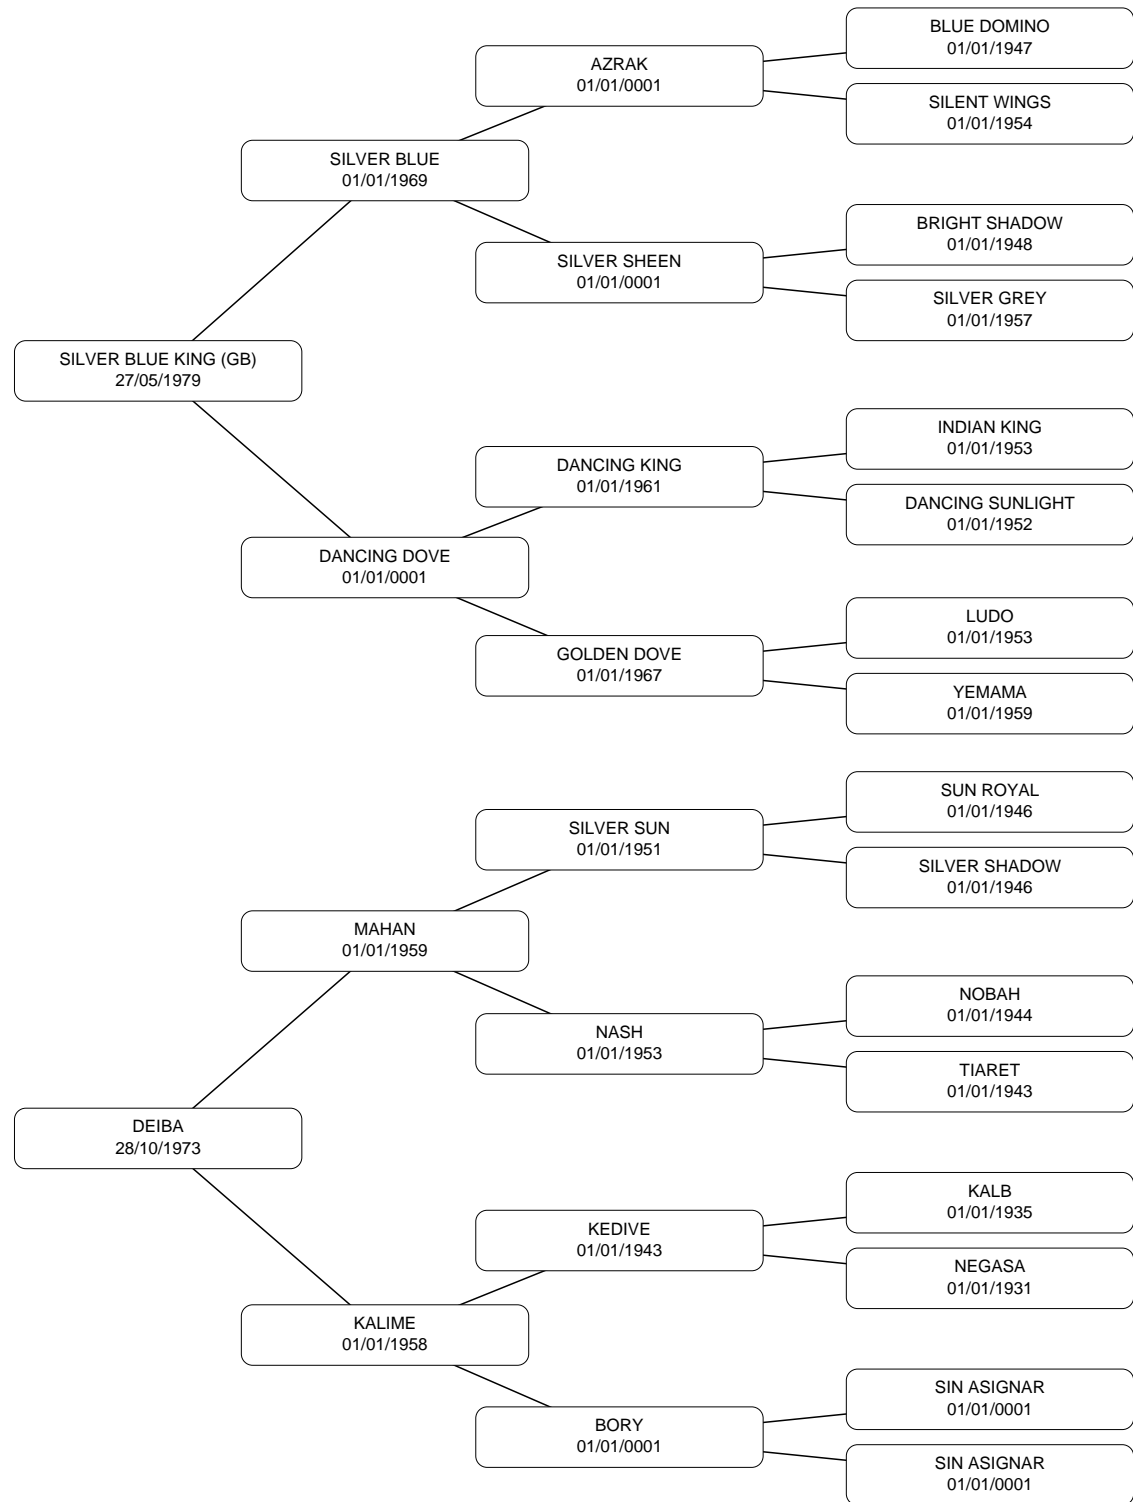 BLUE DOMINO
01/01/1947
AZRAK
01/01/0001
SILENT WINGS
01/01/1954
SILVER BLUE
01/01/1969
BRIGHT SHADOW
01/01/1948
SILVER SHEEN
01/01/0001
SILVER GREY
01/01/1957
SILVER BLUE KING (GB)
27/05/1979
INDIAN KING
01/01/1953
DANCING KING
01/01/1961
DANCING SUNLIGHT
01/01/1952
DANCING DOVE
01/01/0001
LUDO
01/01/1953
GOLDEN DOVE
01/01/1967
YEMAMA
01/01/1959
SUN ROYAL
01/01/1946
SILVER SUN
01/01/1951
SILVER SHADOW
01/01/1946
MAHAN
01/01/1959
NOBAH
01/01/1944
NASH
01/01/1953
TIARET
01/01/1943
DEIBA
28/10/1973
KALB
01/01/1935
KEDIVE
01/01/1943
NEGASA
01/01/1931
KALIME
01/01/1958
SIN ASIGNAR
01/01/0001
BORY
01/01/0001
SIN ASIGNAR
01/01/0001